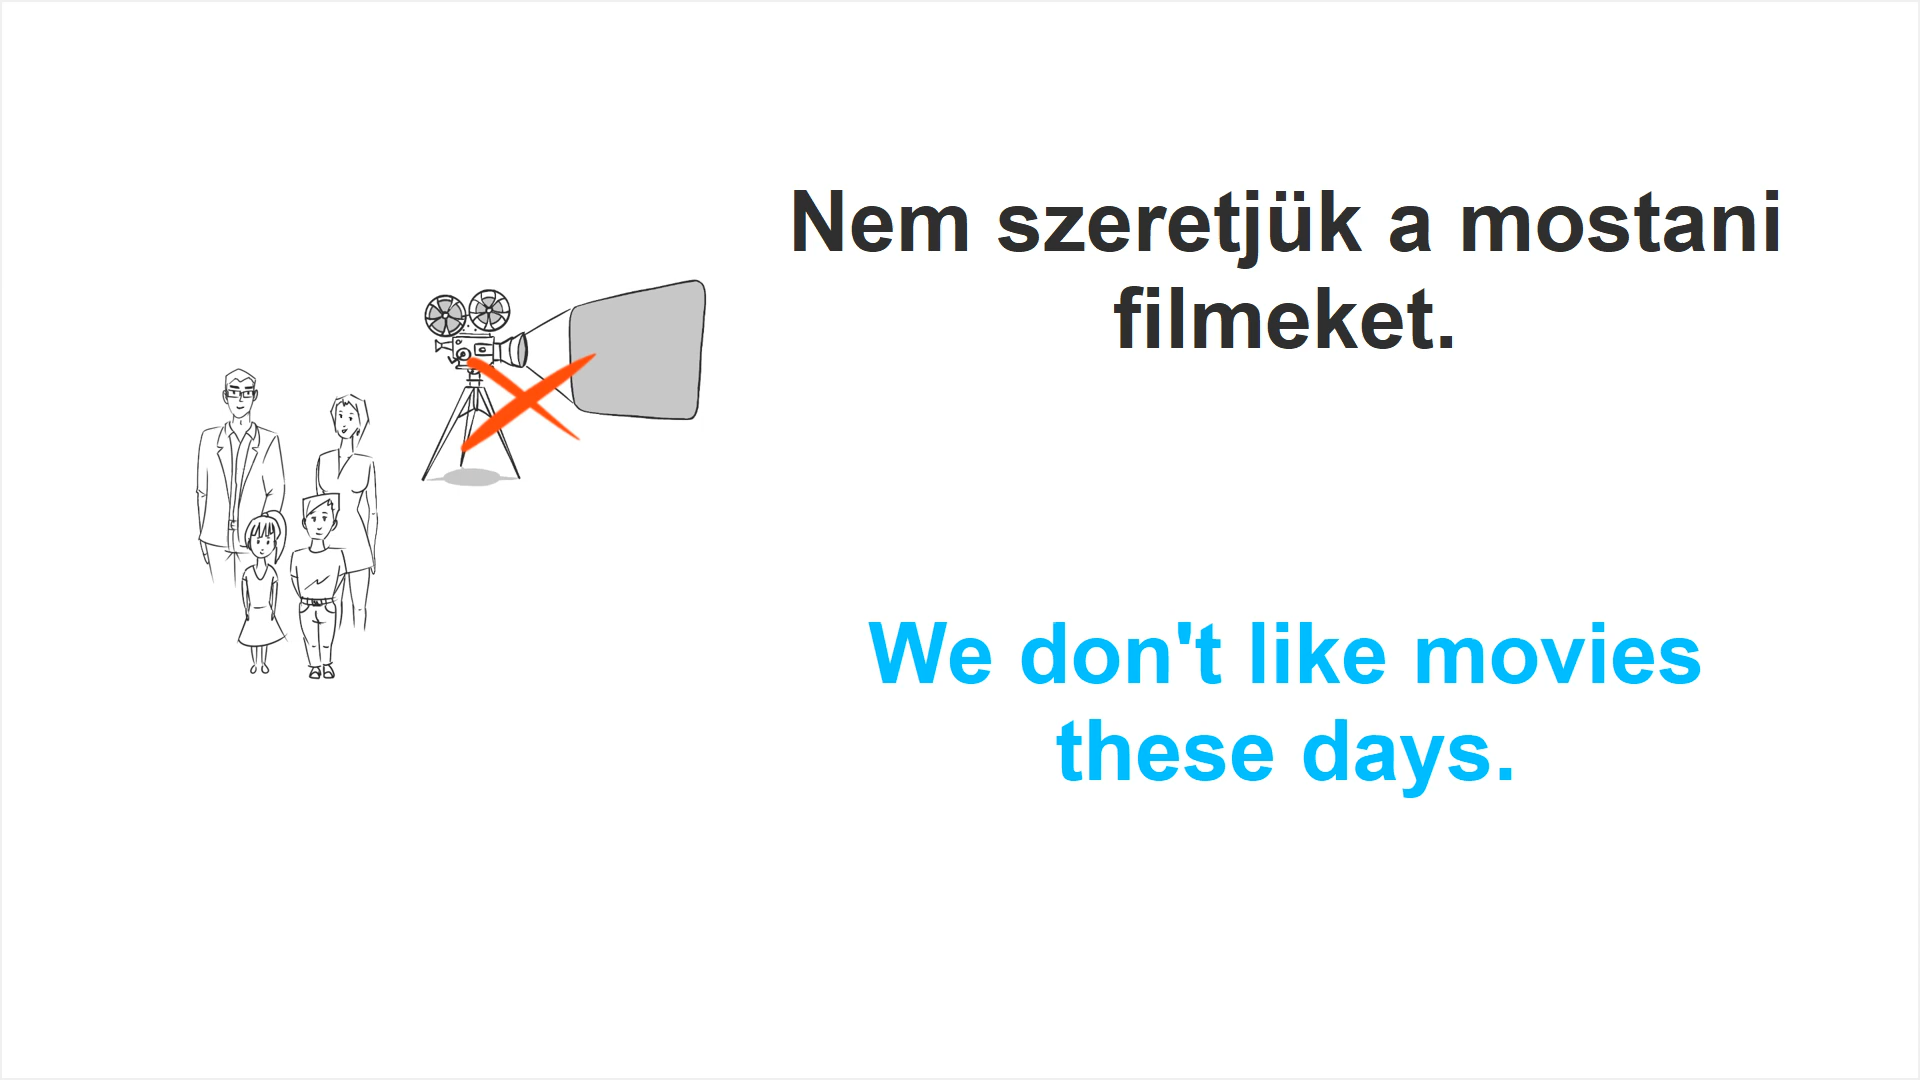 Nem szeretjük a mostani
filmeket.
We don't like movies
these days.